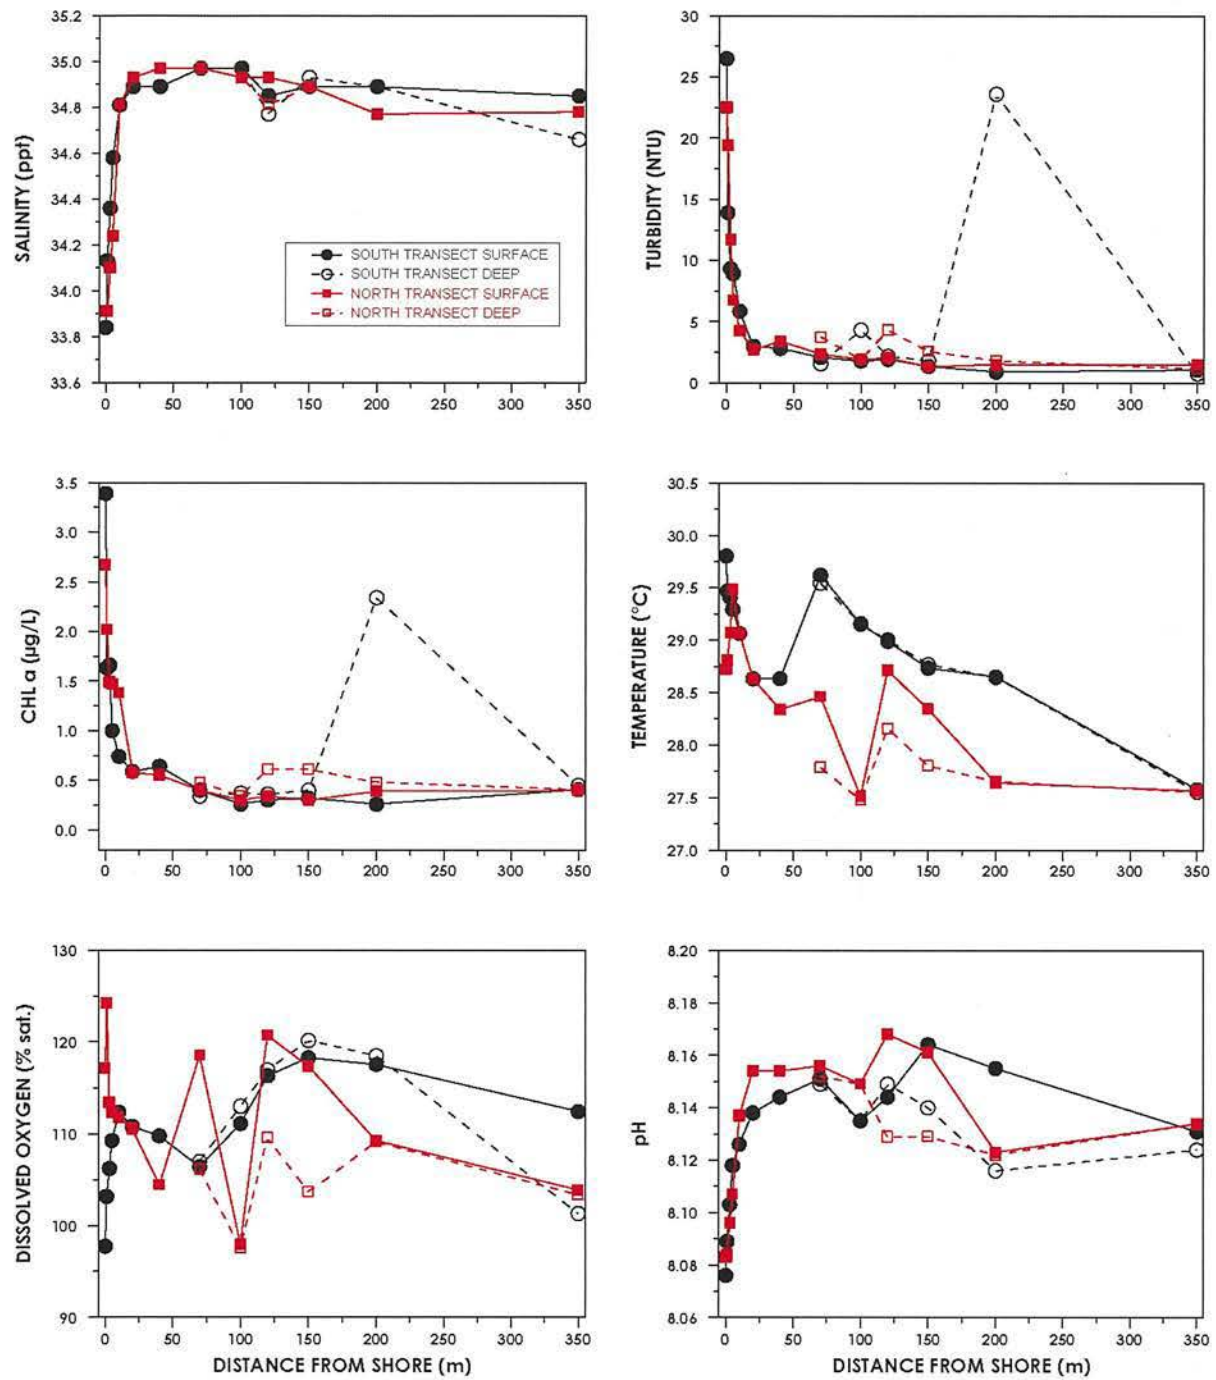 35.2
35.0
34.8
34.6
34.4
34.2
34.0
33.8
33.6
SALINITY (ppt)
SOUTH TRANSECT SURFACE
SOUTH TRANSECT DEEP
NORTH TRANSECT SURFACE
NORTH TRANSECT DEEP
0 50 100 150 200 250 300 350
30
25
20
15
10
5
0
TURBIDITY (NTU)
0 50 100 150 200 250 300 350
3.5
3.0
2.5
2.0
1.5
1.0
0.5
0.0
CHL a (µg/L)
0 50 100 150 200 250 300 350
30.5
30.0
29.5
29.0
28.5
28.0
27.5
27.0
TEMPERATURE (°C)
0 50 100 150 200 250 300 350
130
120
110
100
90
DISSOLVED OXYGEN (% sat.)
0 50 100 150 200 250 300 350
DISTANCE FROM SHORE (m)
8.20
8.18
8.16
8.14
8.12
8.10
8.08
8.06
pH
0 50 100 150 200 250 300 350
DISTANCE FROM SHORE (m)